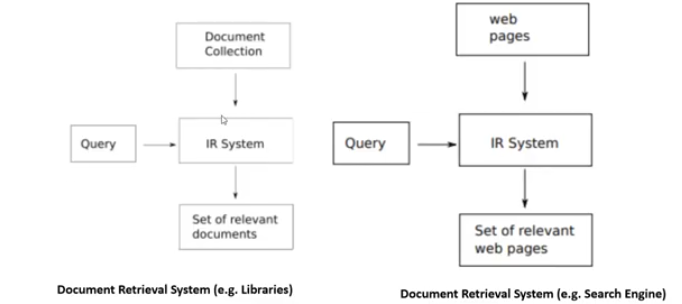 Document
Collection
Query
IR System
Set of relevant
documents
Document Retrieval System (e.g. Libraries)
web
pages
Query
IR System
Set of relevant
web pages
Document Retrieval System (e.g. Search Engine)